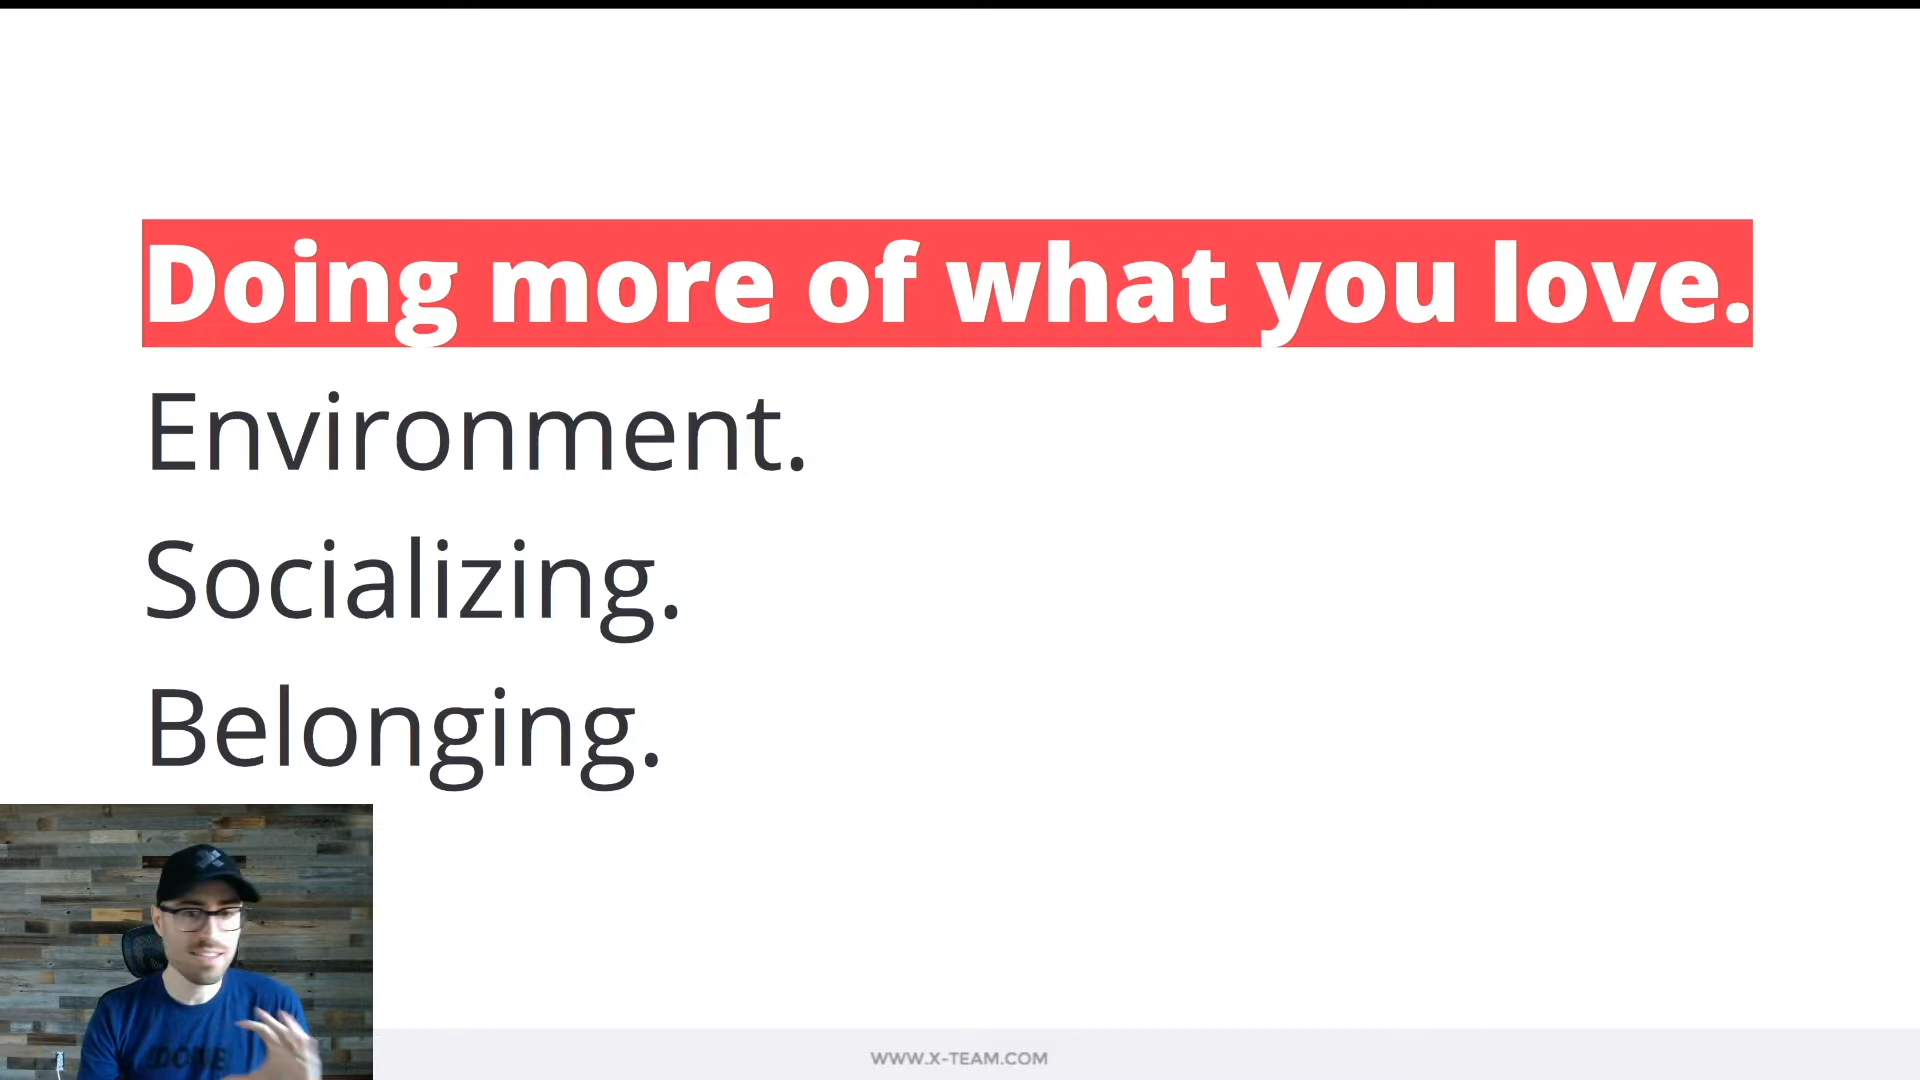 Doing more of what you love.
Environment.
Socializing.
Belonging.
WWW.X-TEAM.COM